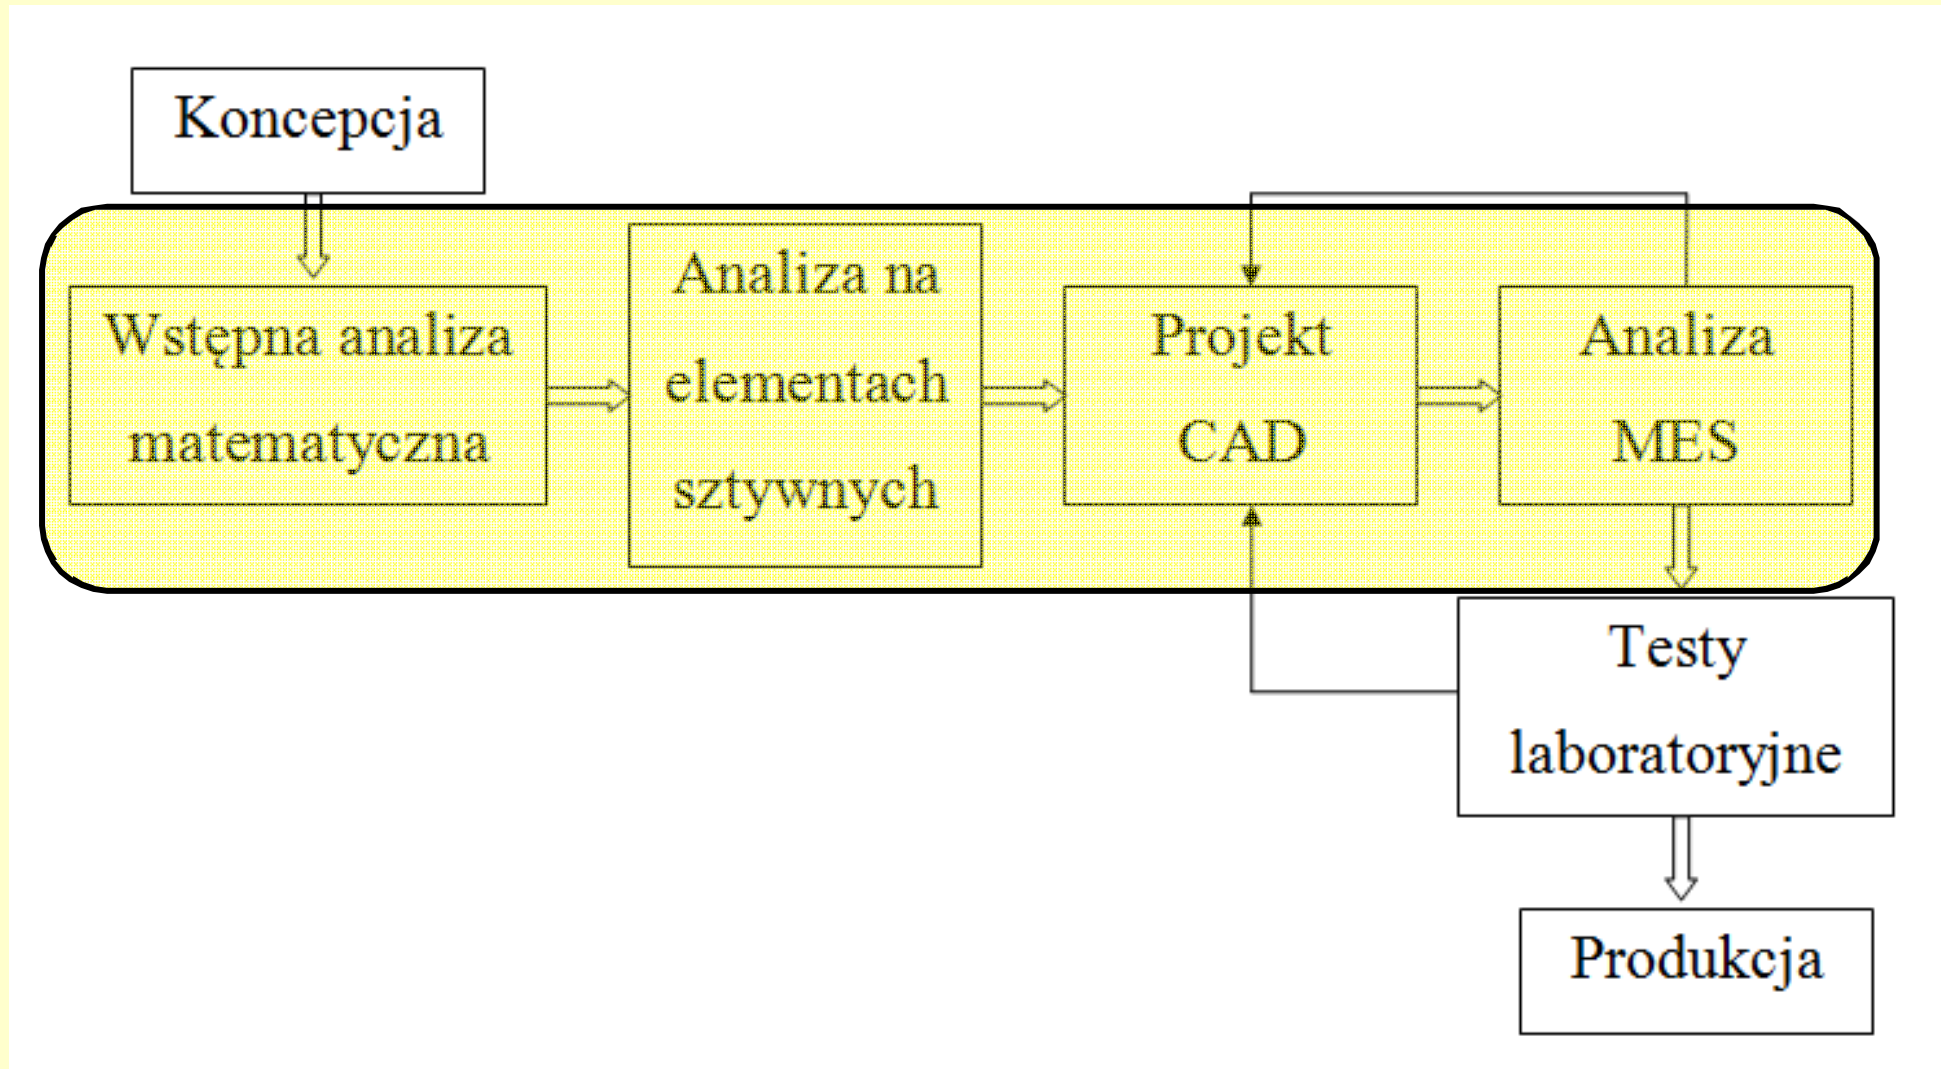 Koncepcja
Wstępna analiza
matematyczna
Analiza na
elementach
sztywnych
Projekt
CAD
Analiza
MES
Testy
laboratoryjne
Produkcja